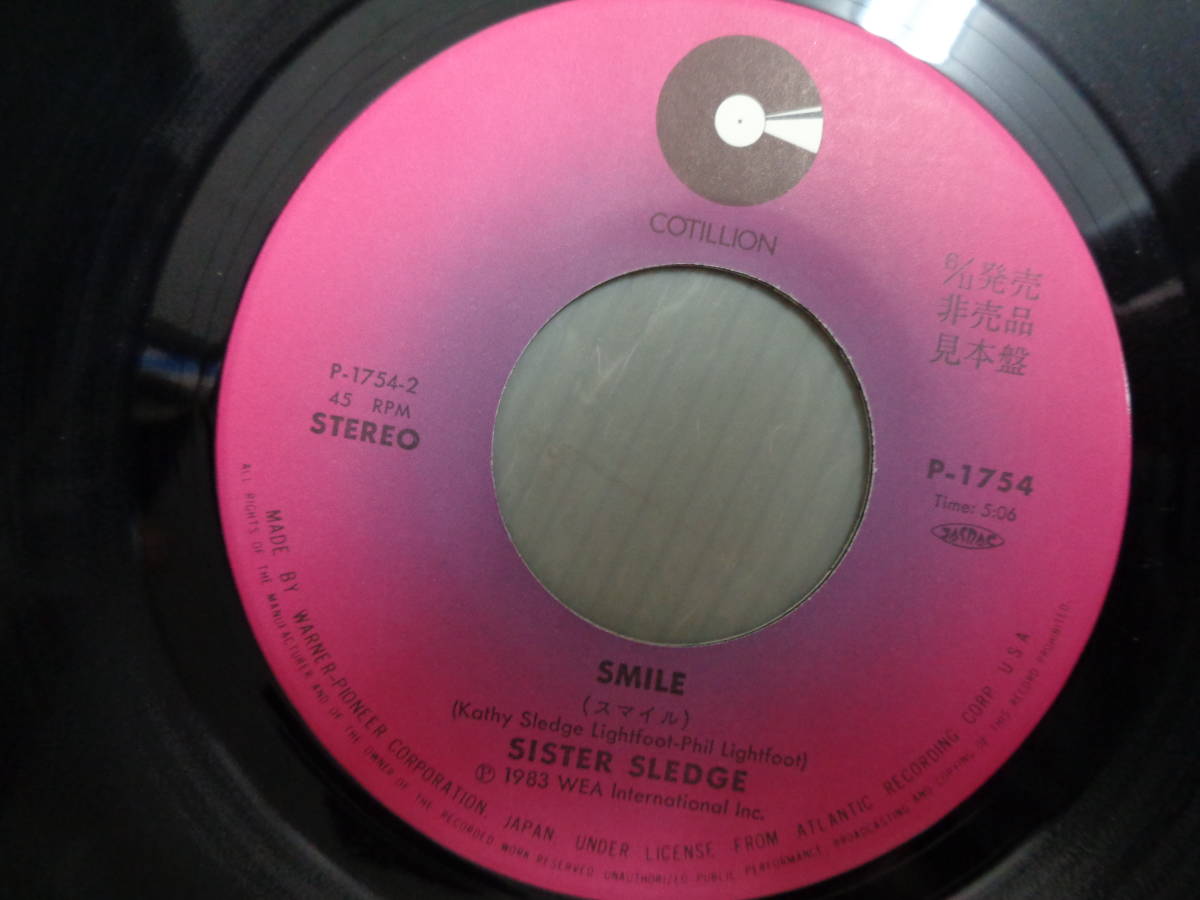 COTILLION
6/11発売
非売品
見本盤
P-1754-2
45 RPM
STEREO
P-1754
Time: 5:06
JASRAC
SMILE
(スマイル)
(Kathy Sledge Lightfoot-Phil Lightfoot)
SISTER SLEDGE
Ⓟ 1983 WEA International Inc.
MADE BY WARNER-PIONEER CORPORATION, JAPAN. UNDER LICENSE FROM ATLANTIC RECORDING CORP. U S A
ALL RIGHTS OF THE MANUFACTURER AND OF THE OWNER OF THE RECORDED WORK RESERVED. UNAUTHORIZED PUBLIC PERFORMANCE, BROADCASTING AND COPYING OF THIS RECORD PROHIBITED.